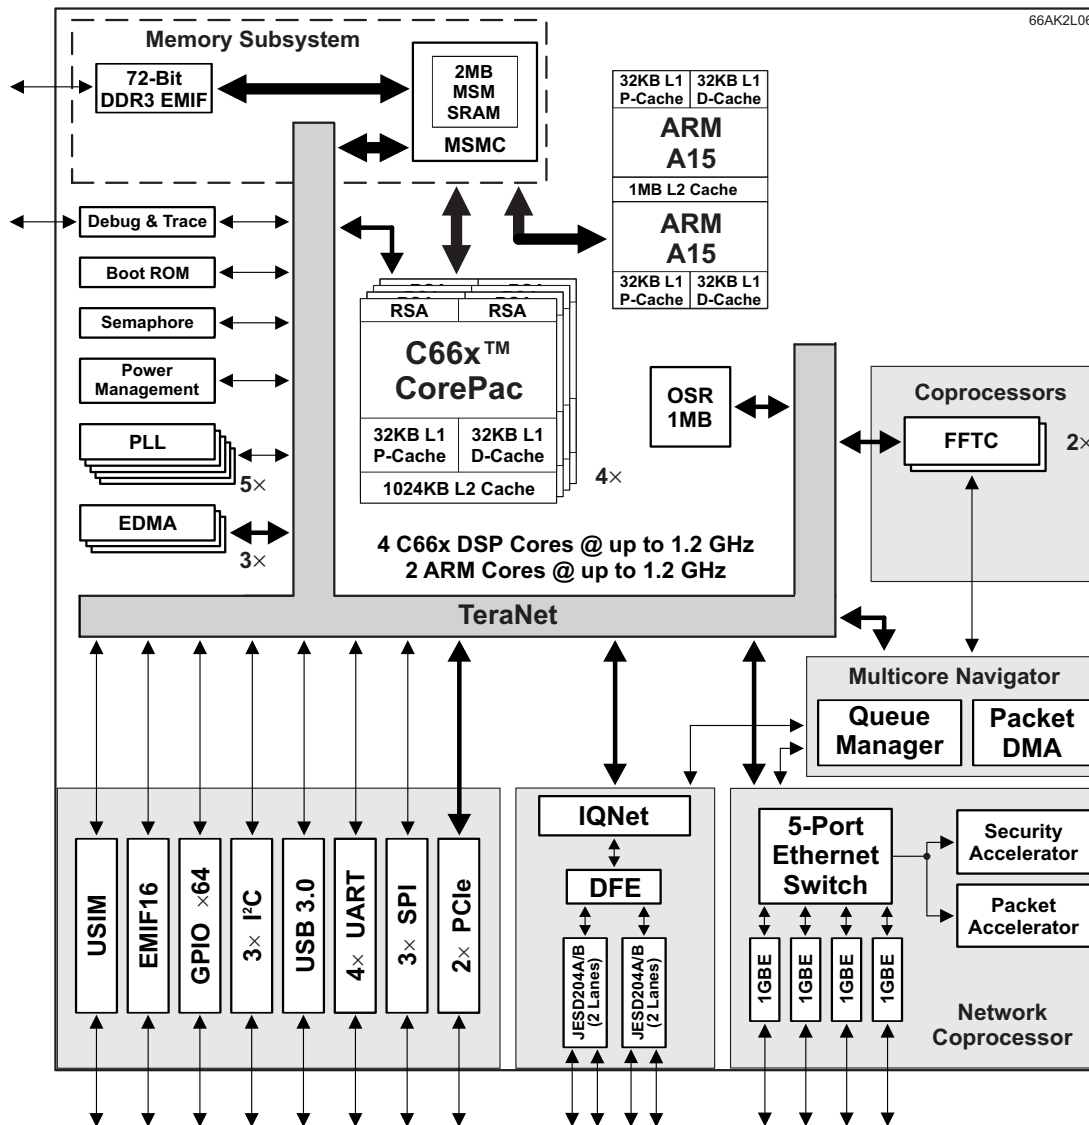 66AK2L06
Memory Subsystem
72-Bit
DDR3 EMIF
2MB
MSM
SRAM
MSMC
32KB L1
P-Cache
32KB L1
D-Cache
ARM
A15
1MB L2 Cache
ARM
A15
32KB L1
P-Cache
32KB L1
D-Cache
Debug & Trace
Boot ROM
Semaphore
Power
Management
PLL
5×
EDMA
3×
RSA RSA
RSA RSA
C66x™
CorePac
32KB L1
P-Cache
32KB L1
D-Cache
1024KB L2 Cache
4×
OSR
1MB
Coprocessors
FFTC
2×
4 C66x DSP Cores @ up to 1.2 GHz
2 ARM Cores @ up to 1.2 GHz
TeraNet
Multicore Navigator
Queue
Manager
Packet
DMA
USIM
EMIF16
GPIO ×64
3× I²C
USB 3.0
4× UART
3× SPI
2× PCIe
IQNet
DFE
JESD204A/B
(2 Lanes)
JESD204A/B
(2 Lanes)
5-Port
Ethernet
Switch
Security
Accelerator
Packet
Accelerator
1GBE
1GBE
1GBE
1GBE
Network
Coprocessor